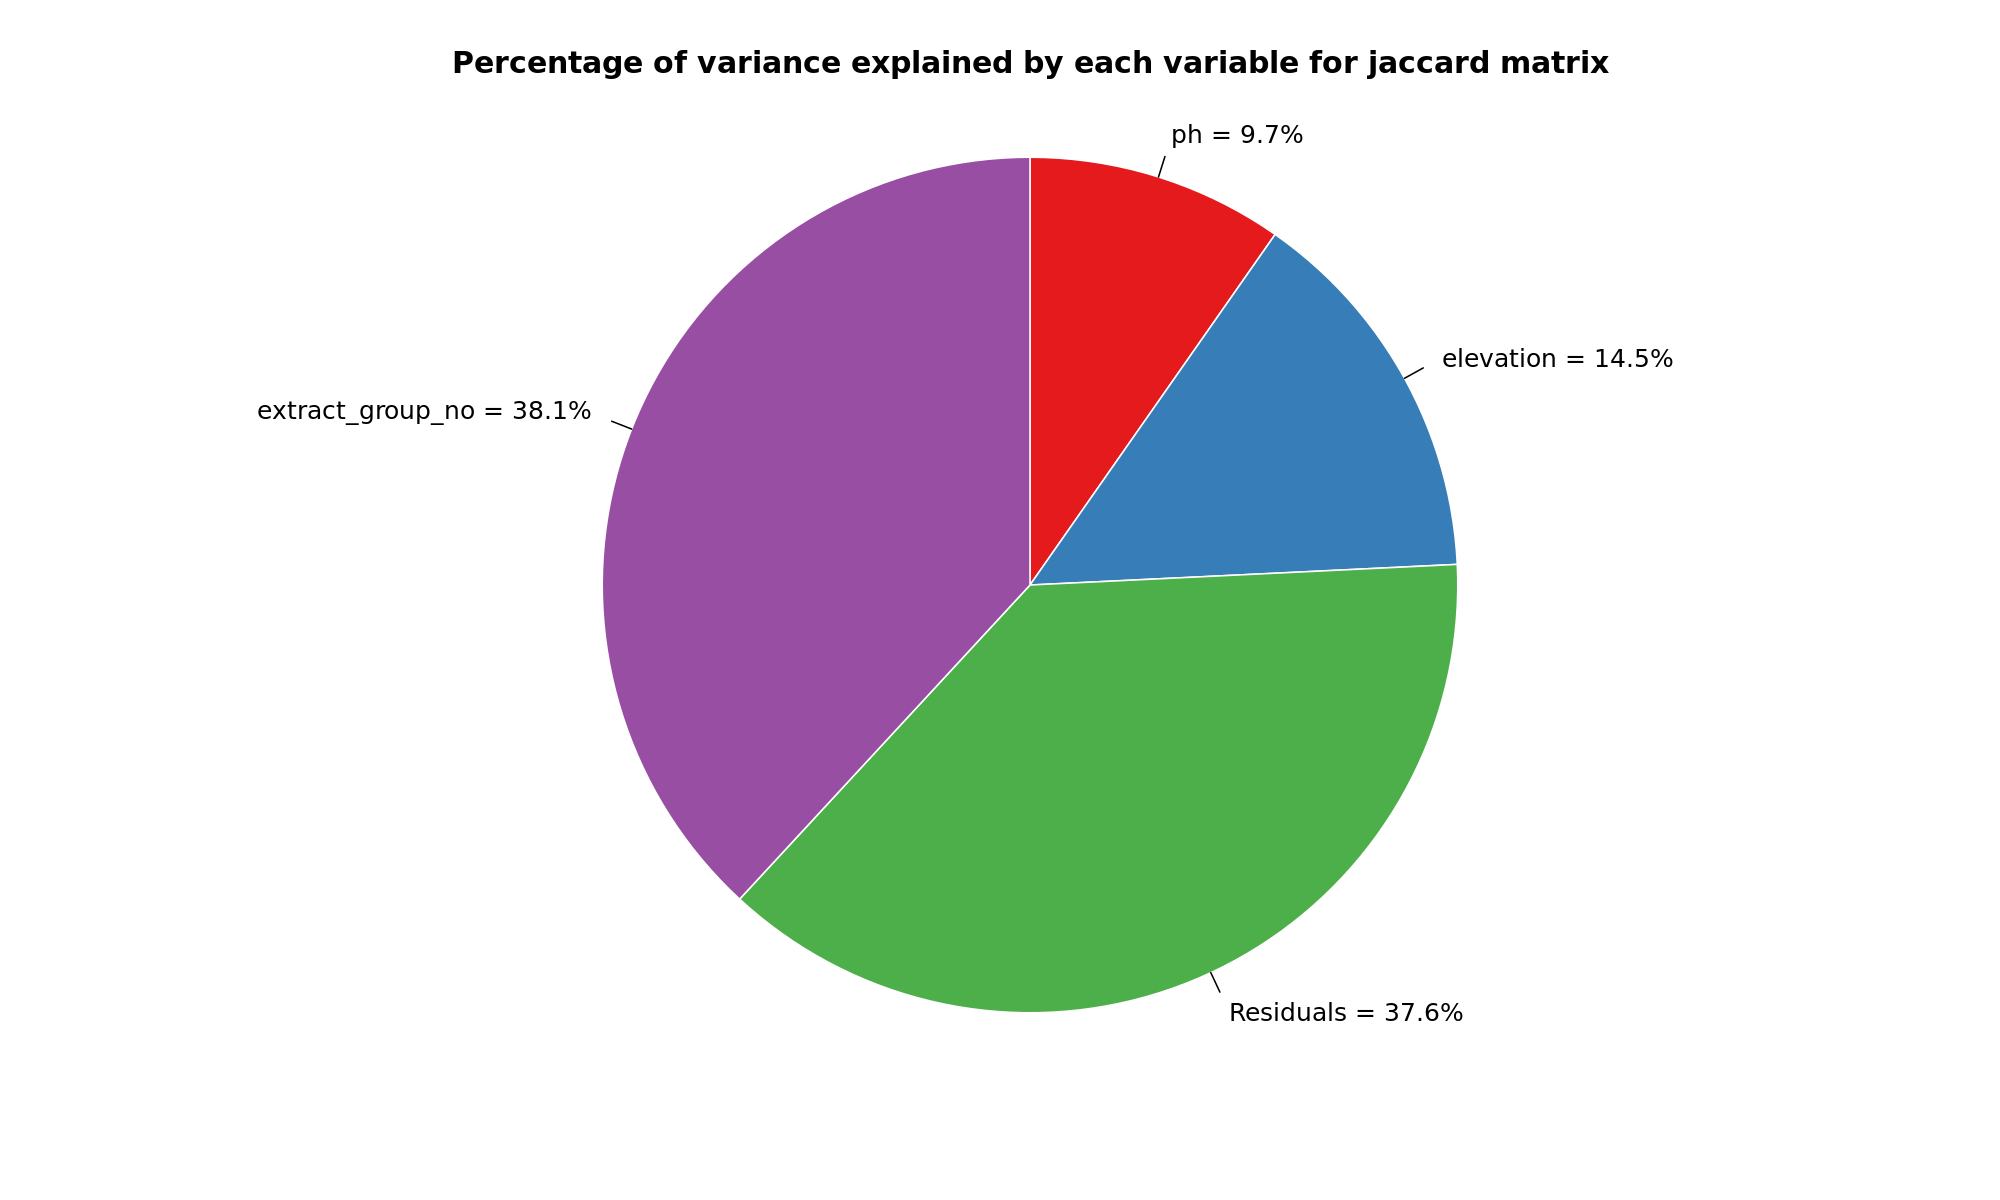 Percentage of variance explained by each variable for jaccard matrix
ph = 9.7%
elevation = 14.5%
extract_group_no = 38.1%
Residuals = 37.6%